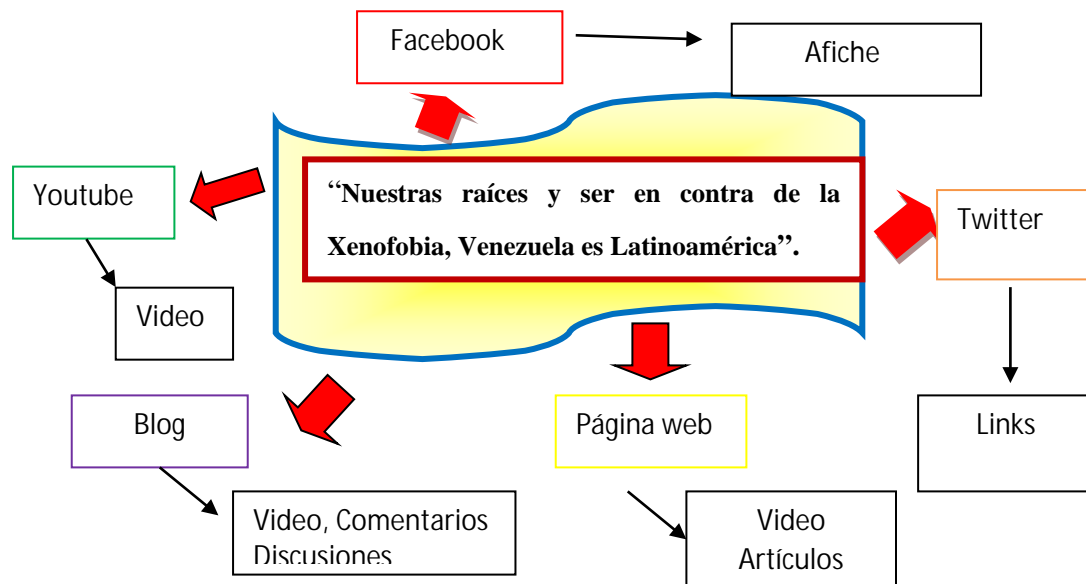 Facebook
Afiche
“Nuestras raíces y ser en contra de la
Xenofobia, Venezuela es Latinoamérica”.
Youtube
Twitter
Video
Blog
Página web
Links
Video, Comentarios
Discusiones
Video
Artículos